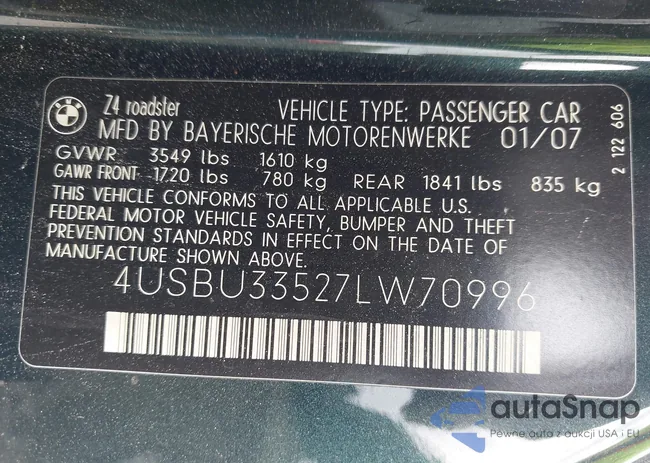 Z4 roadster
VEHICLE TYPE: PASSENGER CAR
MFD BY BAYERISCHE MOTORENWERKE 01/07
GVWR 3549 lbs 1610 kg
GAWR FRONT 1720 lbs 780 kg REAR 1841 lbs 835 kg
THIS VEHICLE CONFORMS TO ALL APPLICABLE U.S.
FEDERAL MOTOR VEHICLE SAFETY, BUMPER AND THEFT
PREVENTION STANDARDS IN EFFECT ON THE DATE OF
MANUFACTURE SHOWN ABOVE.
4USBU33527LW70996
2 122 606
autaSnap
Pewne auta z aukcji USA i EU